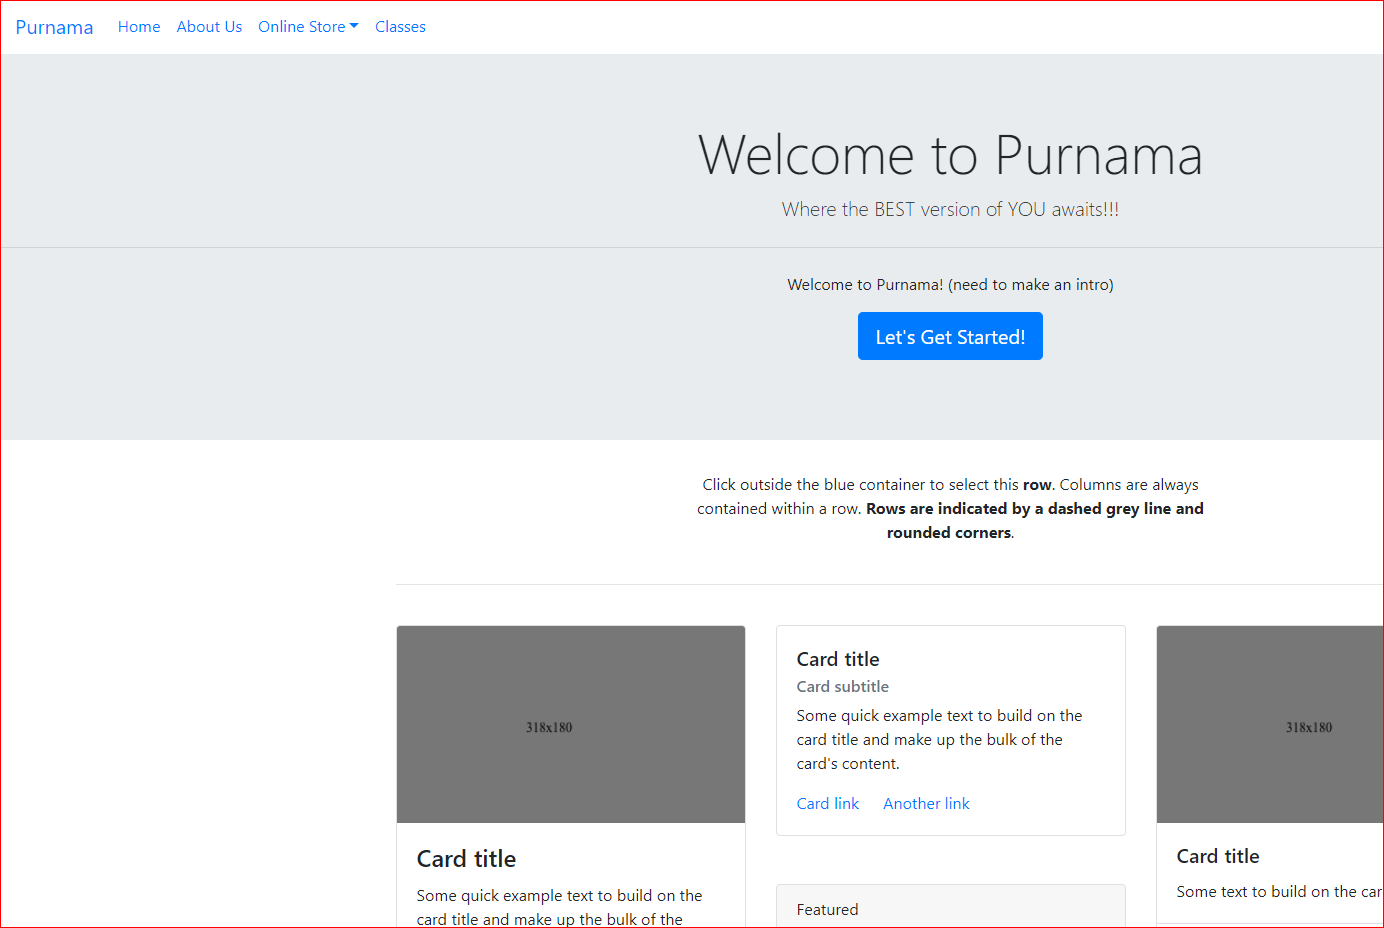 Purnama Home About Us Online Store Classes
Welcome to Purnama
Where the BEST version of YOU awaits!!!
Welcome to Purnama! (need to make an intro)
Let's Get Started!
Click outside the blue container to select this row. Columns are always
contained within a row. Rows are indicated by a dashed grey line and
rounded corners.
318x180
Card title
Some quick example text to build on the
card title and make up the bulk of the
Card title
Card subtitle
Some quick example text to build on the
card title and make up the bulk of the
card's content.
Card link Another link
Featured
318x180
Card title
Some text to build on the car